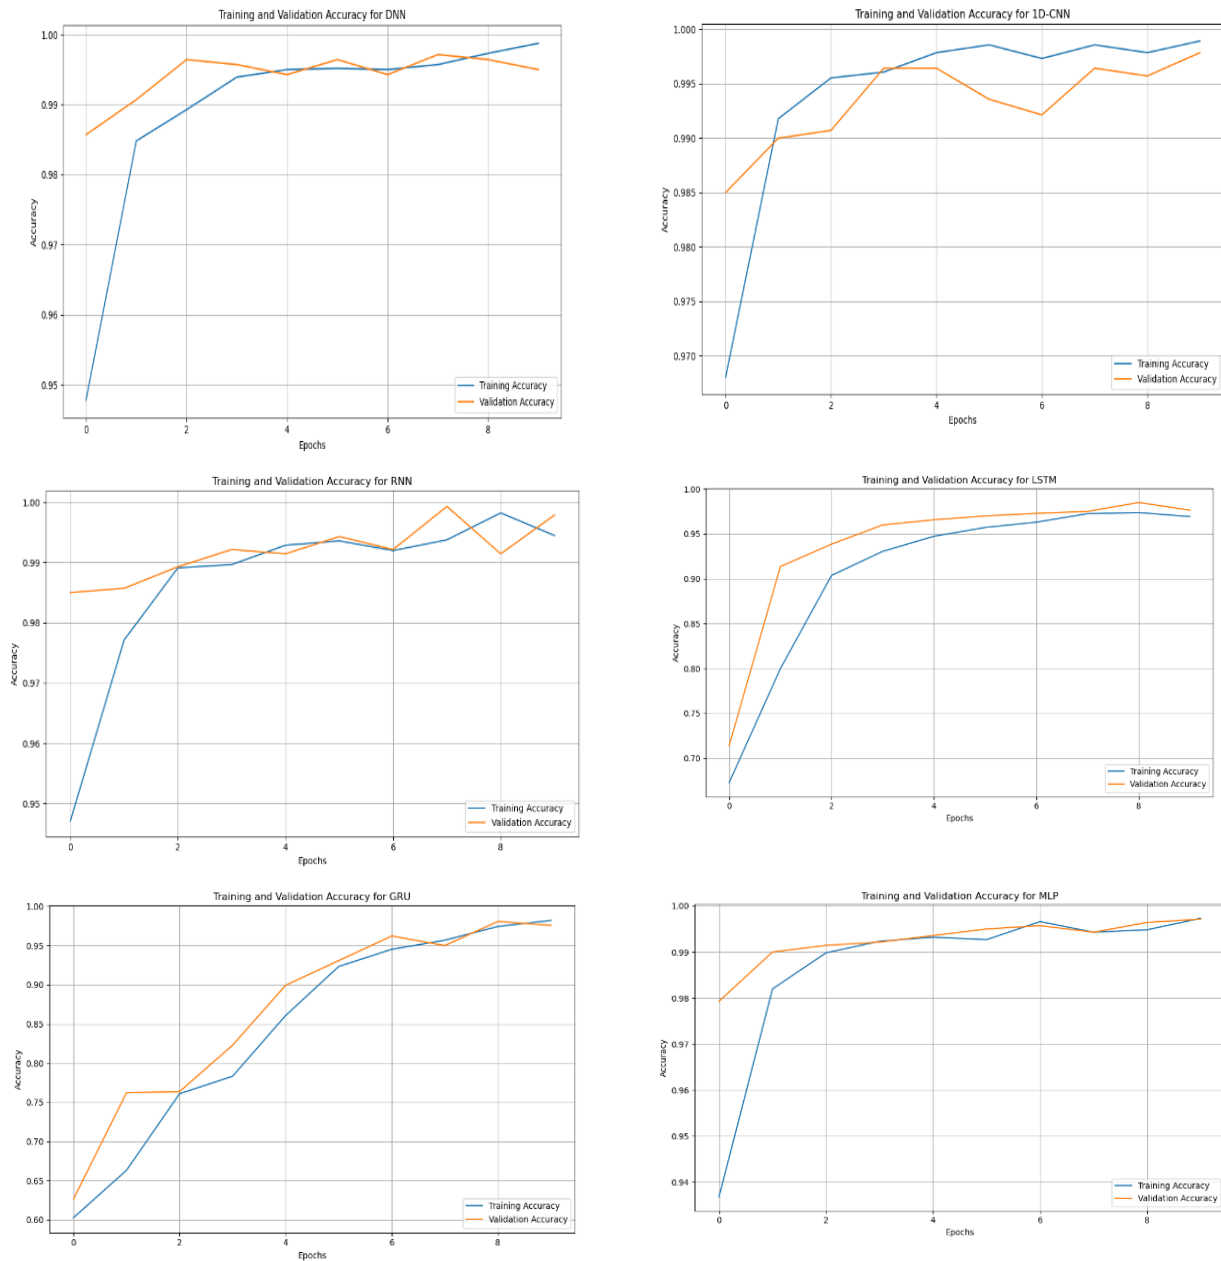 Training and Validation Accuracy for DNN
1.00
0.99
0.98
0.97
0.96
0.95
Accuracy
0
2
4
6
8
Epochs
Training Accuracy
Validation Accuracy
Training and Validation Accuracy for 1D-CNN
1.000
0.995
0.990
0.985
0.980
0.975
0.970
Accuracy
0
2
4
6
8
Epochs
Training Accuracy
Validation Accuracy
Training and Validation Accuracy for RNN
1.00
0.99
0.98
0.97
0.96
0.95
Accuracy
0
2
4
6
8
Epochs
Training Accuracy
Validation Accuracy
Training and Validation Accuracy for LSTM
1.00
0.95
0.90
0.85
0.80
0.75
0.70
Accuracy
0
2
4
6
8
Epochs
Training Accuracy
Validation Accuracy
Training and Validation Accuracy for GRU
1.00
0.95
0.90
0.85
0.80
0.75
0.70
0.65
0.60
Accuracy
0
2
4
6
8
Epochs
Training Accuracy
Validation Accuracy
Training and Validation Accuracy for MLP
1.00
0.99
0.98
0.97
0.96
0.95
0.94
Accuracy
0
2
4
6
8
Epochs
Training Accuracy
Validation Accuracy